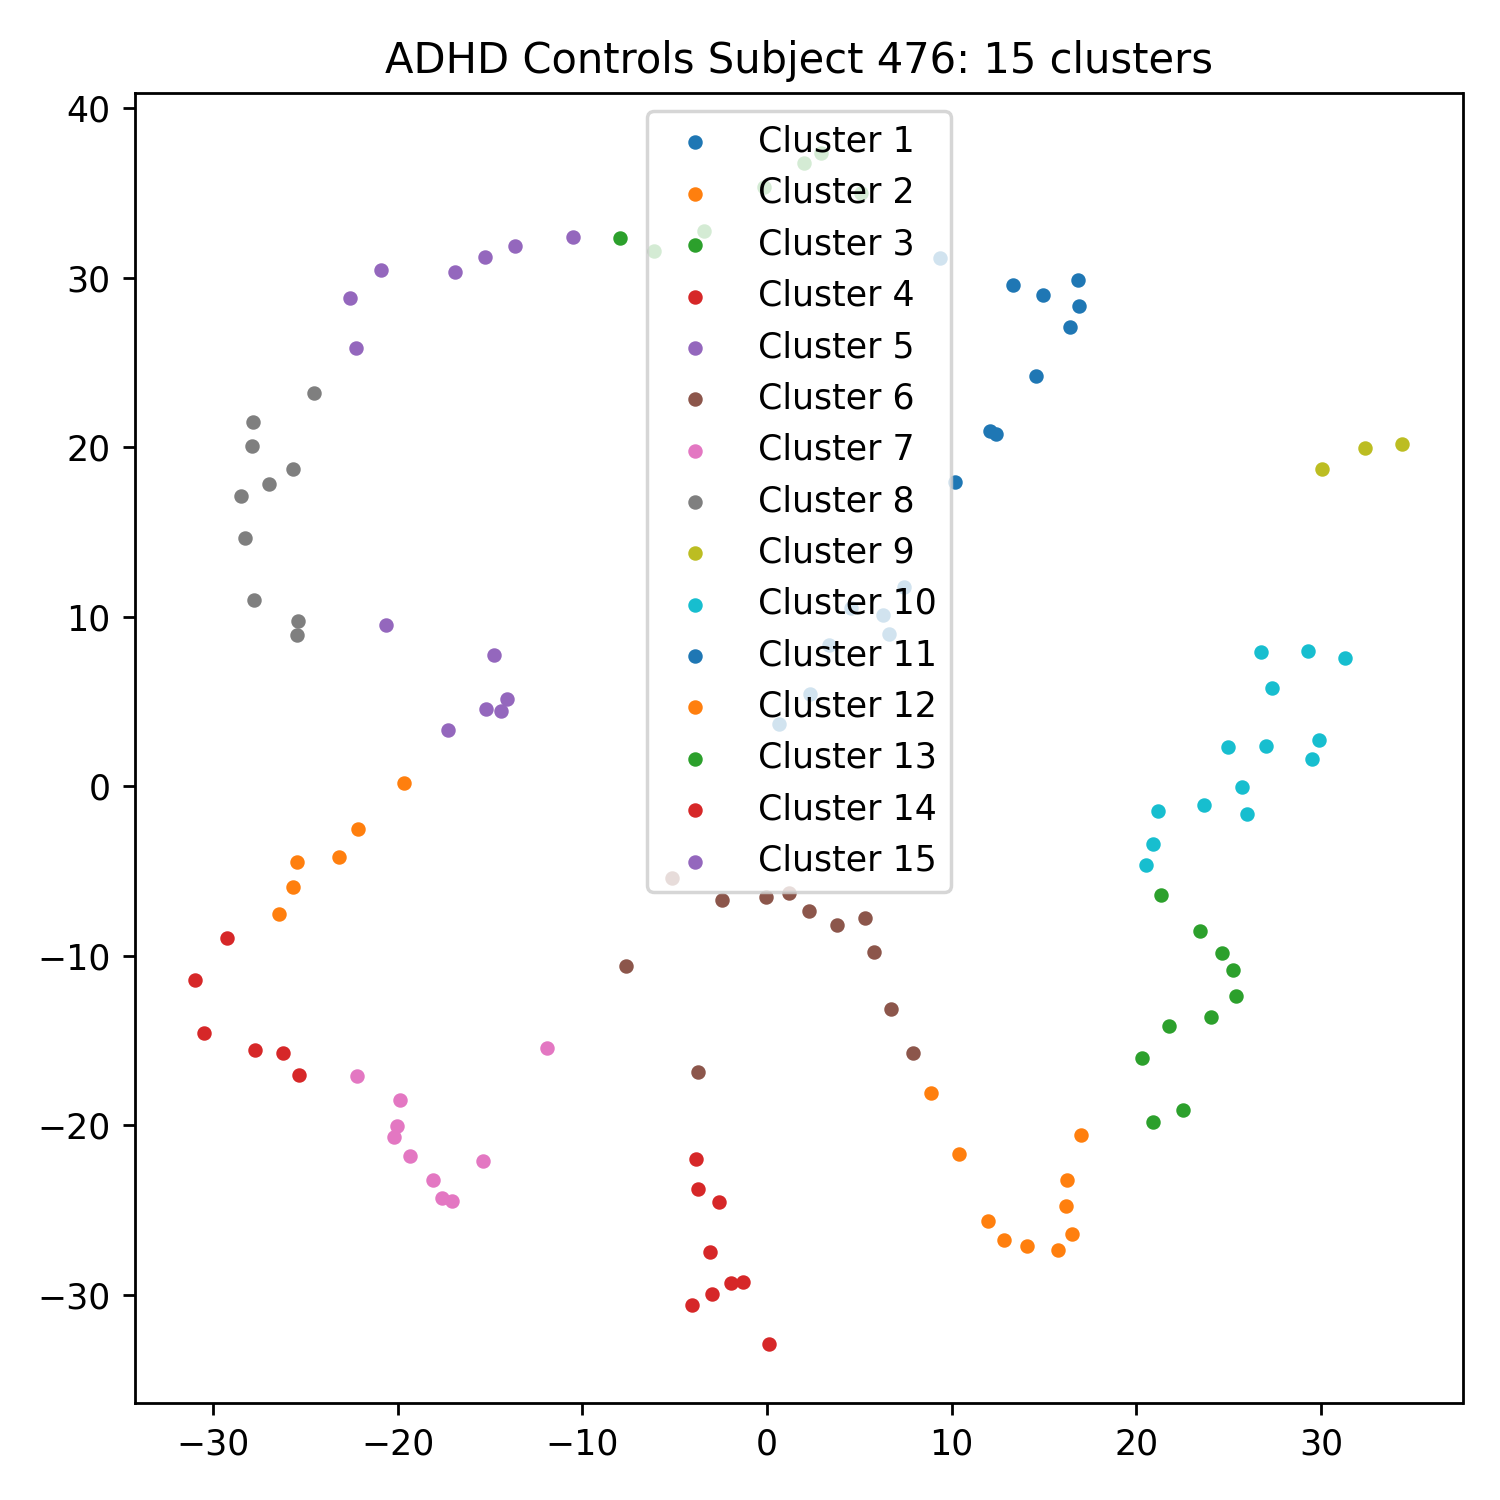 ADHD Controls Subject 476: 15 clusters
40
30
20
10
0
−10
−20
−30
Cluster 1
Cluster 2
Cluster 3
Cluster 4
Cluster 5
Cluster 6
Cluster 7
Cluster 8
Cluster 9
Cluster 10
Cluster 11
Cluster 12
Cluster 13
Cluster 14
Cluster 15
−30 −20 −10 0 10 20 30